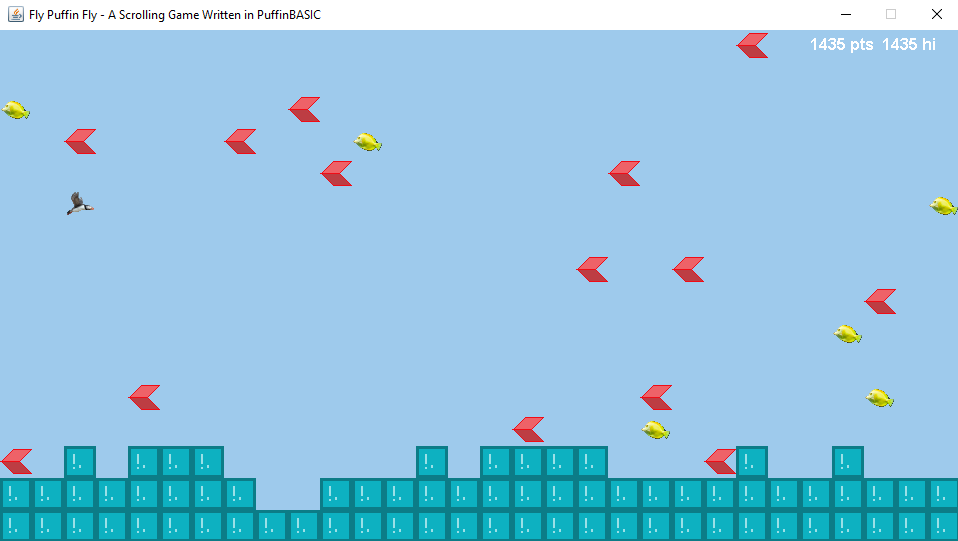 Fly Puffin Fly - A Scrolling Game Written in PuffinBASIC
1435 pts 1435 hi